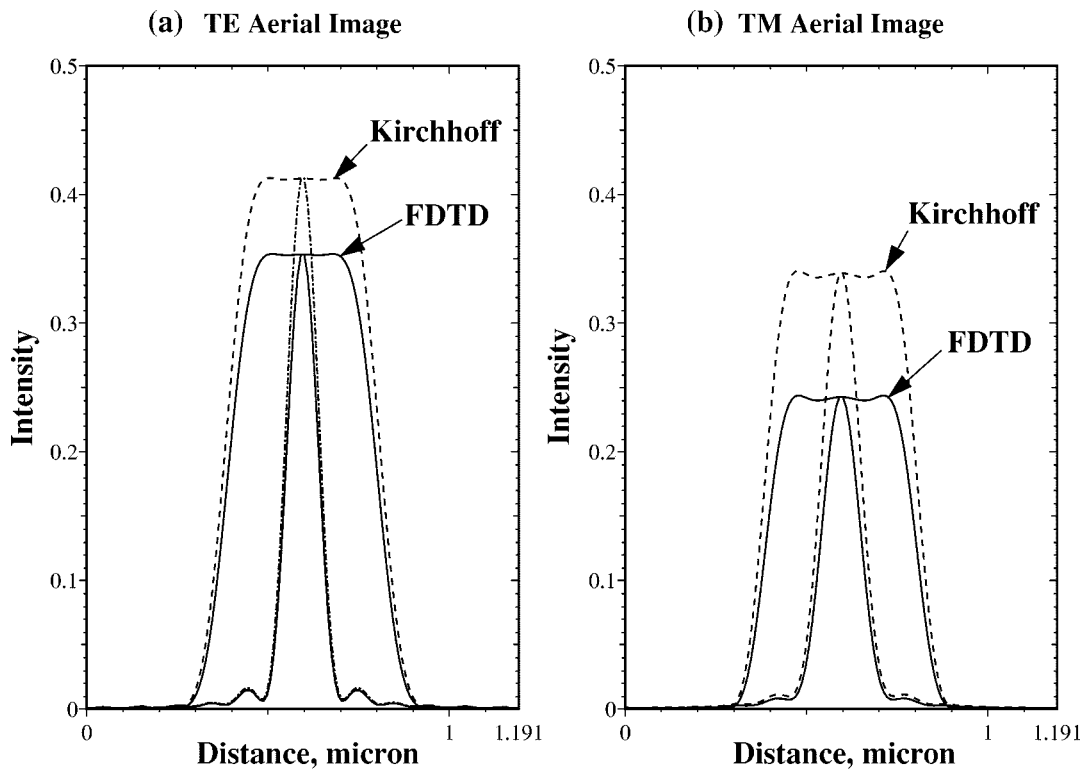 (a) TE Aerial Image
0.5
0.4
0.3
0.2
0.1
0
Intensity
Kirchhoff
FDTD
0 1 1.191
Distance, micron
(b) TM Aerial Image
0.5
0.4
0.3
0.2
0.1
0
Intensity
Kirchhoff
FDTD
0 1 1.191
Distance, micron